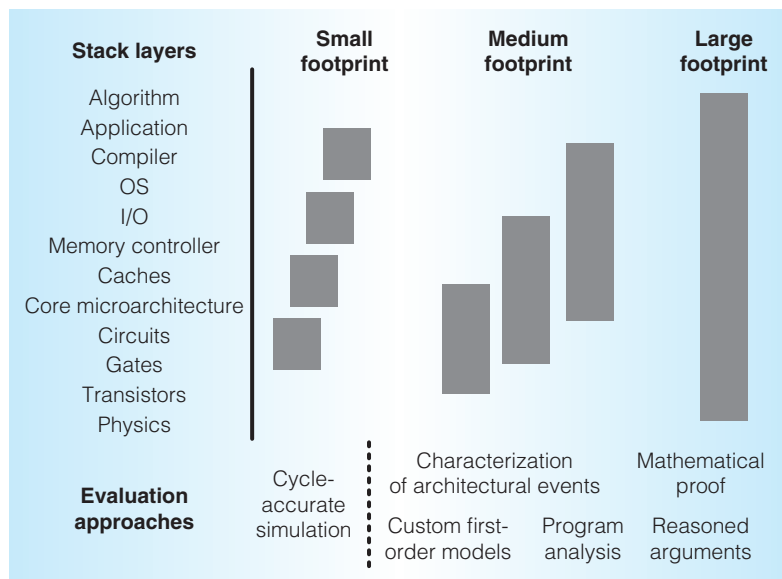 Stack layers
Small
footprint
Medium
footprint
Large
footprint
Algorithm
Application
Compiler
OS
I/O
Memory controller
Caches
Core microarchitecture
Circuits
Gates
Transistors
Physics
Evaluation
approaches
Cycle-
accurate
simulation
Characterization
of architectural events
Mathematical
proof
Custom first-
order models
Program
analysis
Reasoned
arguments